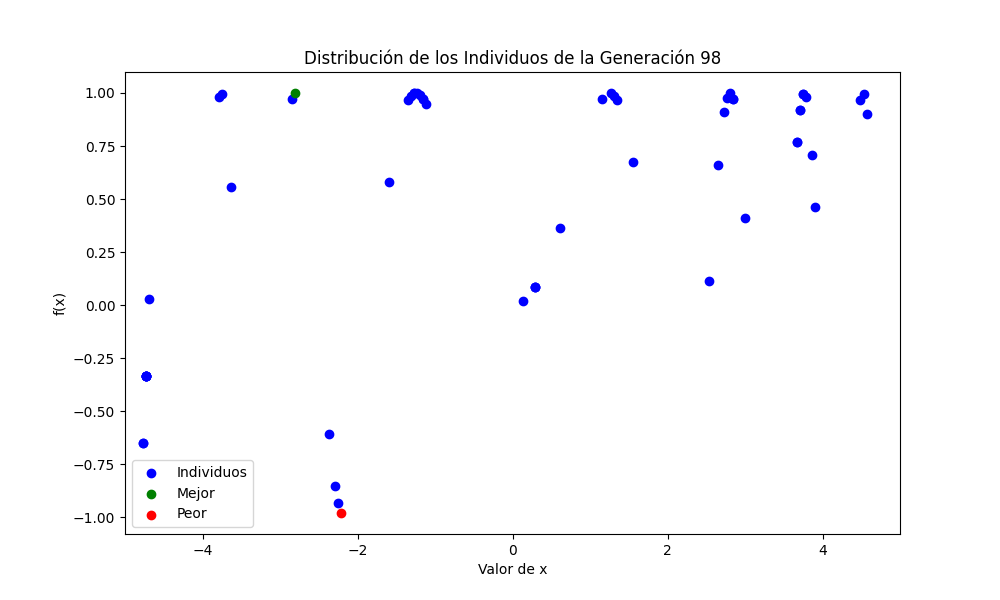 Distribución de los Individuos de la Generación 98
1.00
0.75
0.50
0.25
0.00
−0.25
−0.50
−0.75
−1.00
f(x)
Individuos
Mejor
Peor
−4
−2
0
2
4
Valor de x